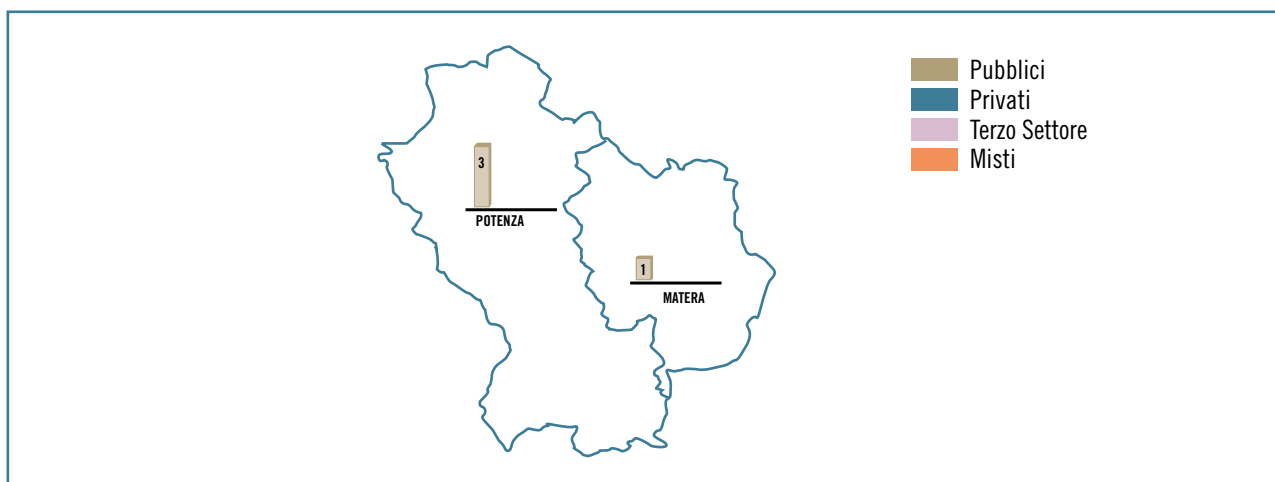 Pubblici
Privati
Terzo Settore
Misti
3
POTENZA
1
MATERA